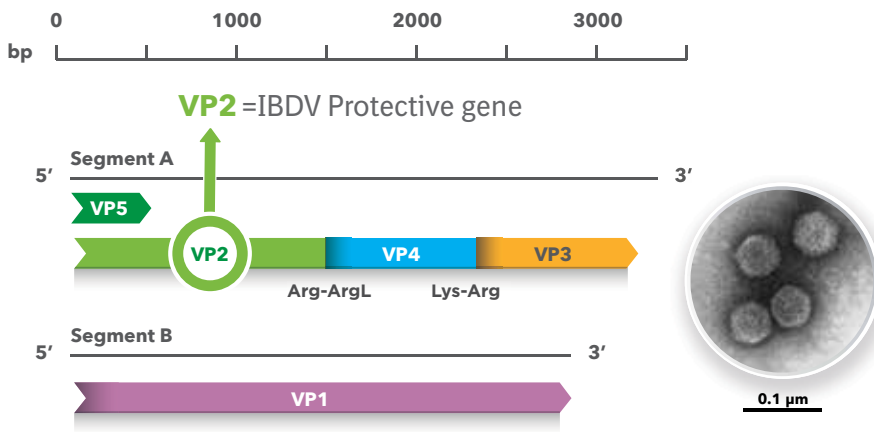 0 1000 2000 3000
bp
VP2 =IBDV Protective gene
Segment A
5’ 3’
VP5
VP2 VP4 VP3
Arg-ArgL Lys-Arg
Segment B
5’ 3’
VP1
0.1 μm